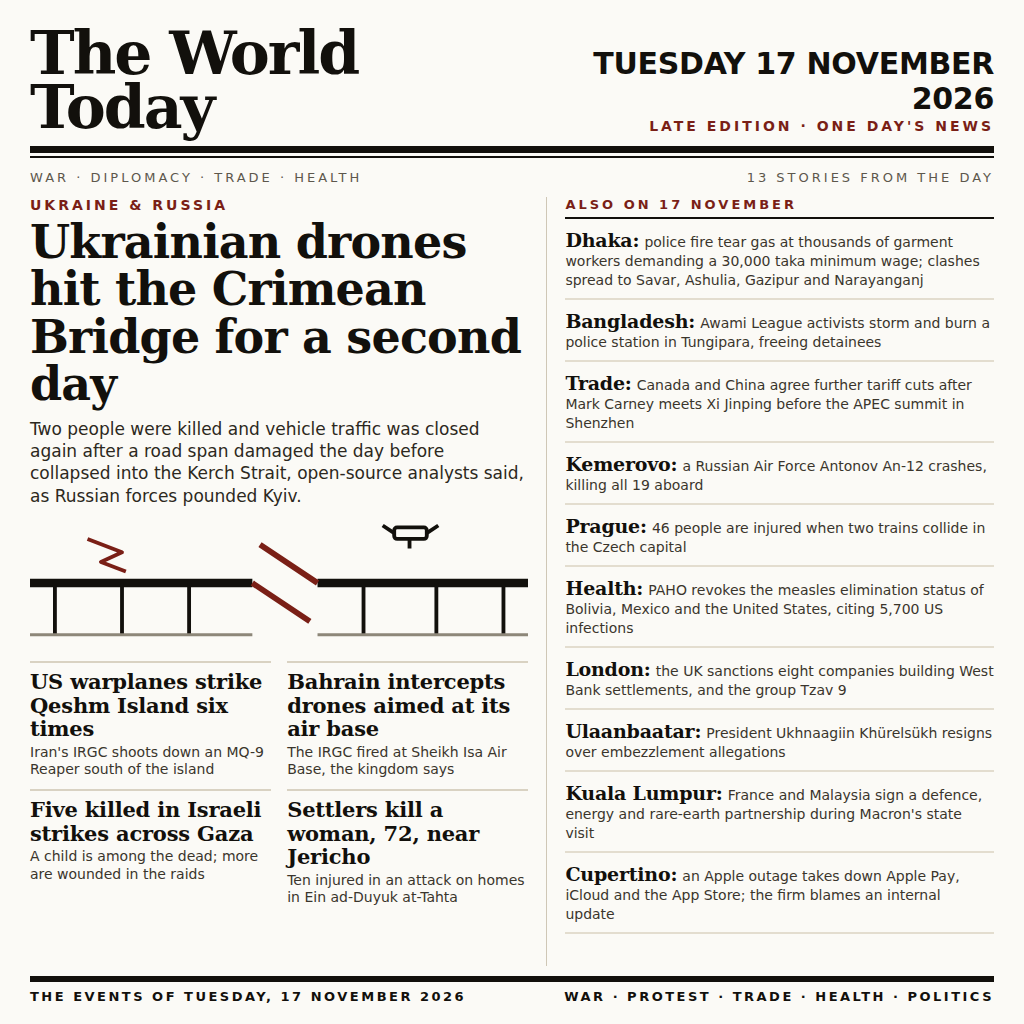 The World
Today
TUESDAY 17 NOVEMBER
2026
LATE EDITION · ONE DAY'S NEWS
WAR · DIPLOMACY · TRADE · HEALTH
13 STORIES FROM THE DAY
UKRAINE & RUSSIA
Ukrainian drones
hit the Crimean
Bridge for a second
day
Two people were killed and vehicle traffic was closed
again after a road span damaged the day before
collapsed into the Kerch Strait, open-source analysts said,
as Russian forces pounded Kyiv.
US warplanes strike
Qeshm Island six
times
Iran's IRGC shoots down an MQ-9
Reaper south of the island
Bahrain intercepts
drones aimed at its
air base
The IRGC fired at Sheikh Isa Air
Base, the kingdom says
Five killed in Israeli
strikes across Gaza
A child is among the dead; more
are wounded in the raids
Settlers kill a
woman, 72, near
Jericho
Ten injured in an attack on homes
in Ein ad-Duyuk at-Tahta
ALSO ON 17 NOVEMBER
Dhaka: police fire tear gas at thousands of garment
workers demanding a 30,000 taka minimum wage; clashes
spread to Savar, Ashulia, Gazipur and Narayanganj
Bangladesh: Awami League activists storm and burn a
police station in Tungipara, freeing detainees
Trade: Canada and China agree further tariff cuts after
Mark Carney meets Xi Jinping before the APEC summit in
Shenzhen
Kemerovo: a Russian Air Force Antonov An-12 crashes,
killing all 19 aboard
Prague: 46 people are injured when two trains collide in
the Czech capital
Health: PAHO revokes the measles elimination status of
Bolivia, Mexico and the United States, citing 5,700 US
infections
London: the UK sanctions eight companies building West
Bank settlements, and the group Tzav 9
Ulaanbaatar: President Ukhnaagiin Khürelsükh resigns
over embezzlement allegations
Kuala Lumpur: France and Malaysia sign a defence,
energy and rare-earth partnership during Macron's state
visit
Cupertino: an Apple outage takes down Apple Pay,
iCloud and the App Store; the firm blames an internal
update
THE EVENTS OF TUESDAY, 17 NOVEMBER 2026
WAR · PROTEST · TRADE · HEALTH · POLITICS